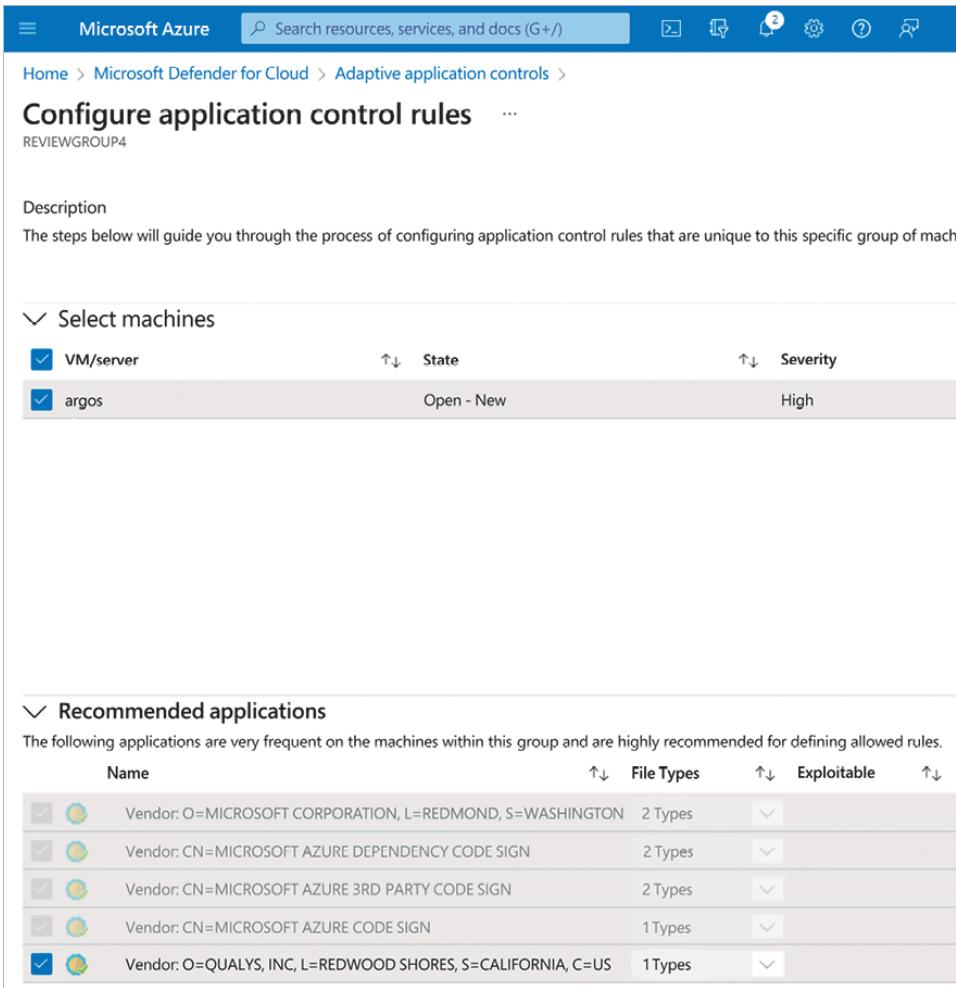 Microsoft Azure
Search resources, services, and docs (G+/)
2
Home > Microsoft Defender for Cloud > Adaptive application controls >
Configure application control rules ...
REVIEWGROUP4
Description
The steps below will guide you through the process of configuring application control rules that are unique to this specific group of mach
Select machines
VM/server State Severity
argos Open - New High
Recommended applications
The following applications are very frequent on the machines within this group and are highly recommended for defining allowed rules.
Name File Types Exploitable
Vendor: O=MICROSOFT CORPORATION, L=REDMOND, S=WASHINGTON 2 Types
Vendor: CN=MICROSOFT AZURE DEPENDENCY CODE SIGN 2 Types
Vendor: CN=MICROSOFT AZURE 3RD PARTY CODE SIGN 2 Types
Vendor: CN=MICROSOFT AZURE CODE SIGN 1 Types
Vendor: O=QUALYS, INC, L=REDWOOD SHORES, S=CALIFORNIA, C=US 1 Types